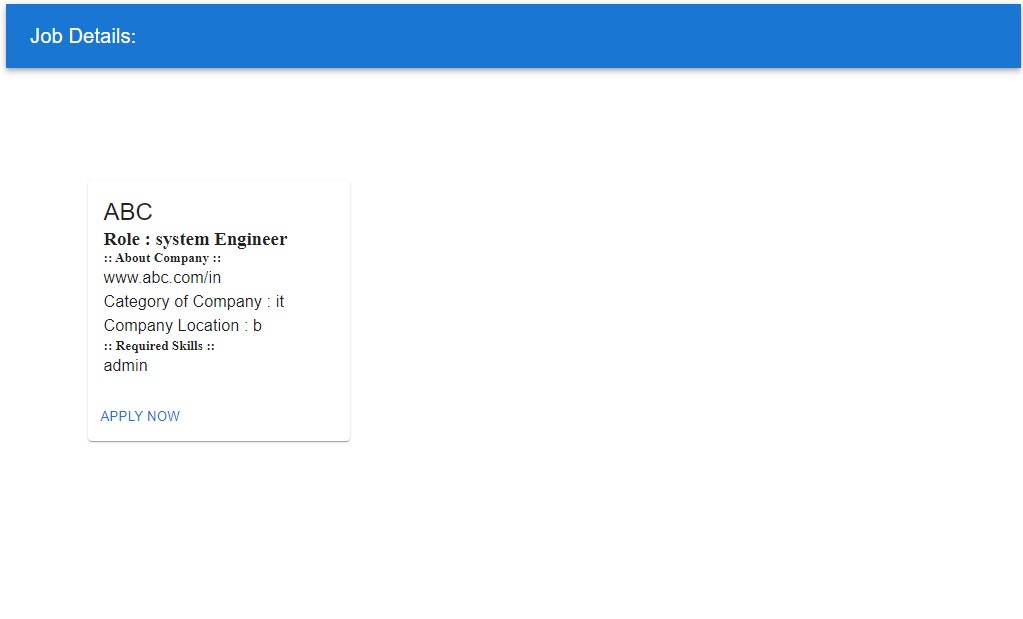 Job Details:
ABC
Role : system Engineer
:: About Company ::
www.abc.com/in
Category of Company : it
Company Location : b
:: Required Skills ::
admin
APPLY NOW